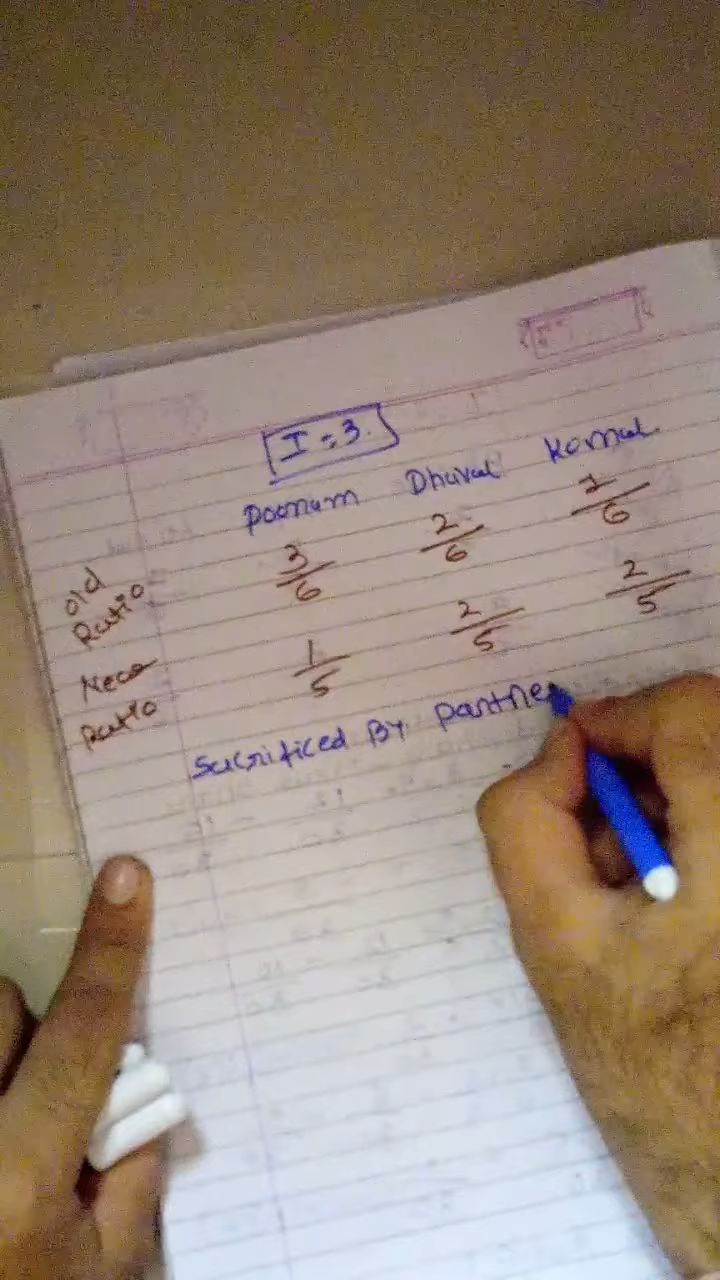 I = 3.
Poonam Dhaval Komal
Old Ratio 3/6 2/6 1/6
New Ratio 1/5 2/5 2/5
Sacrificed By Partne